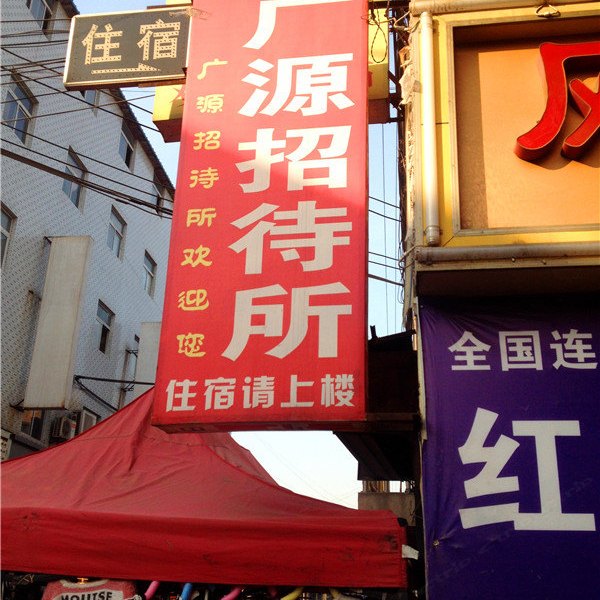 住宿
广源招待所
广源招待所欢迎您
住宿请上楼
全国连
红